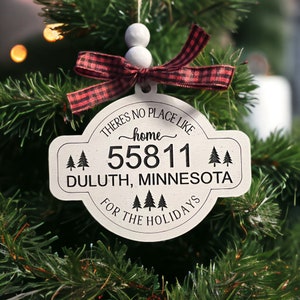 THERE'S NO PLACE LIKE
home
55811
DULUTH, MINNESOTA
FOR THE HOLIDAYS